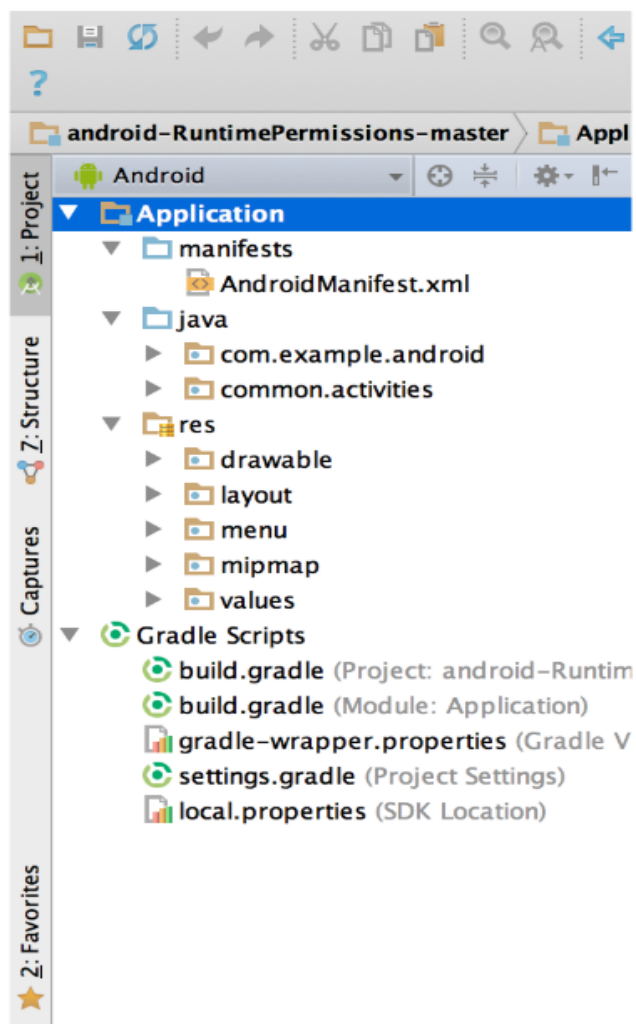 ?
android-RuntimePermissions-master
Appl
Android
1: Project
7: Structure
Captures
2: Favorites
Application
manifests
AndroidManifest.xml
java
com.example.android
common.activities
res
drawable
layout
menu
mipmap
values
Gradle Scripts
build.gradle (Project: android-Runtim
build.gradle (Module: Application)
gradle-wrapper.properties (Gradle V
settings.gradle (Project Settings)
local.properties (SDK Location)